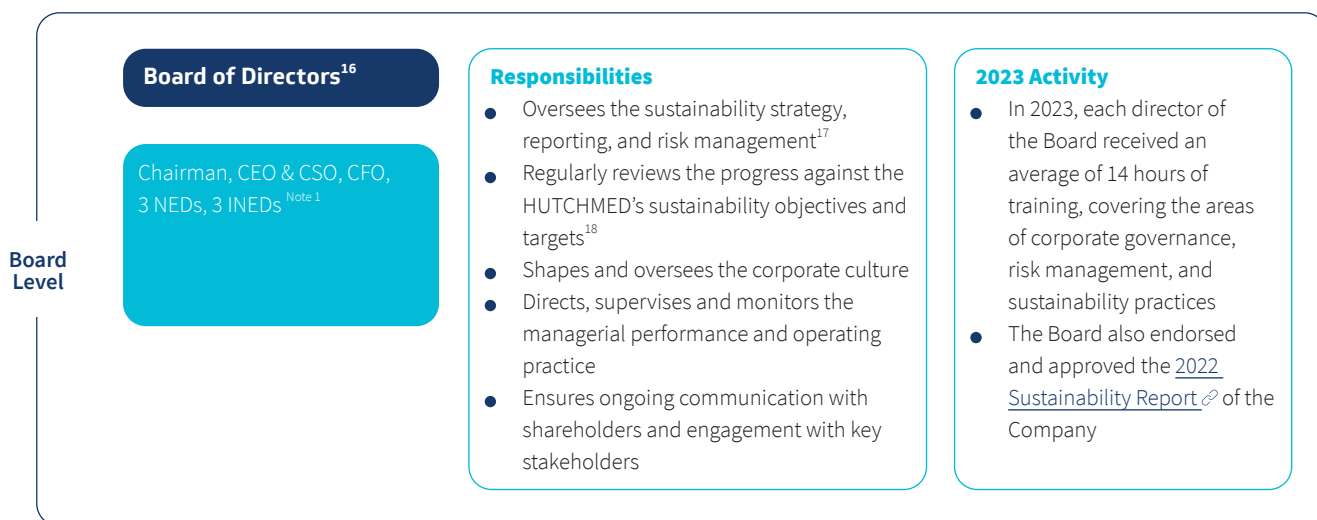 Board
Level
Board of Directors16
Chairman, CEO & CSO, CFO,
3 NEDs, 3 INEDs Note 1
Responsibilities
● Oversees the sustainability strategy,
reporting, and risk management17
● Regularly reviews the progress against the
HUTCHMED’s sustainability objectives and
targets18
● Shapes and oversees the corporate culture
● Directs, supervises and monitors the
managerial performance and operating
practice
● Ensures ongoing communication with
shareholders and engagement with key
stakeholders
2023 Activity
● In 2023, each director of
the Board received an
average of 14 hours of
training, covering the areas
of corporate governance,
risk management, and
sustainability practices
● The Board also endorsed
and approved the 2022
Sustainability Report of the
Company